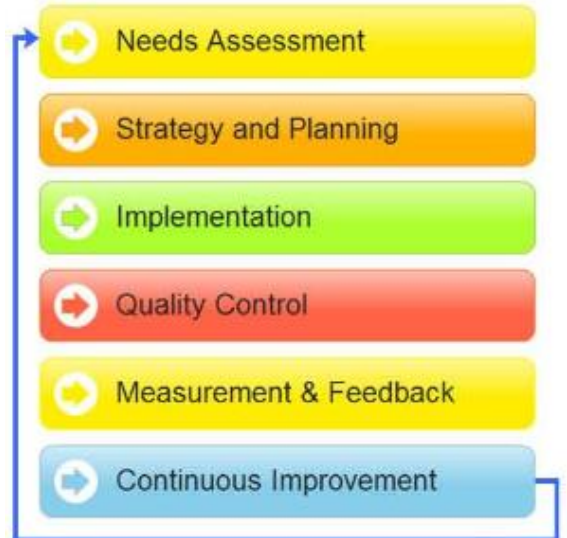 Needs Assessment
Strategy and Planning
Implementation
Quality Control
Measurement & Feedback
Continuous Improvement